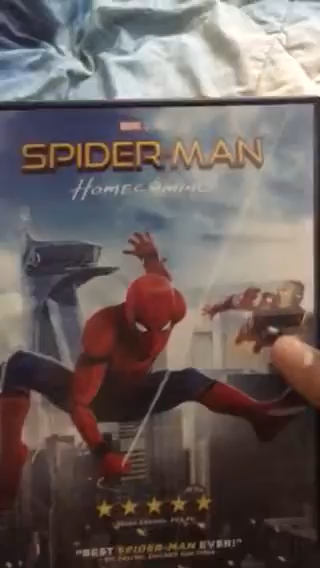 MARVEL
SPIDER-MAN
HOMECOMING
"BEST SPIDER-MAN EVER!"